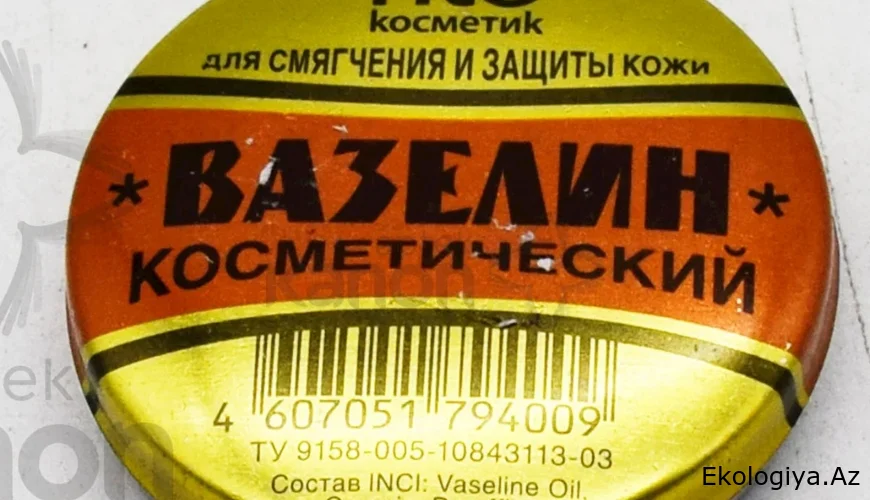 косметик
для СМЯГЧЕНИЯ И ЗАЩИТЫ кожи
* ВАЗЕЛИН *
КОСМЕТИЧЕСКИЙ
4 607051 794009
ТУ 9158-005-10843113-03
Состав INCI: Vaseline Oil,
Kanon
Ekologiya.Az